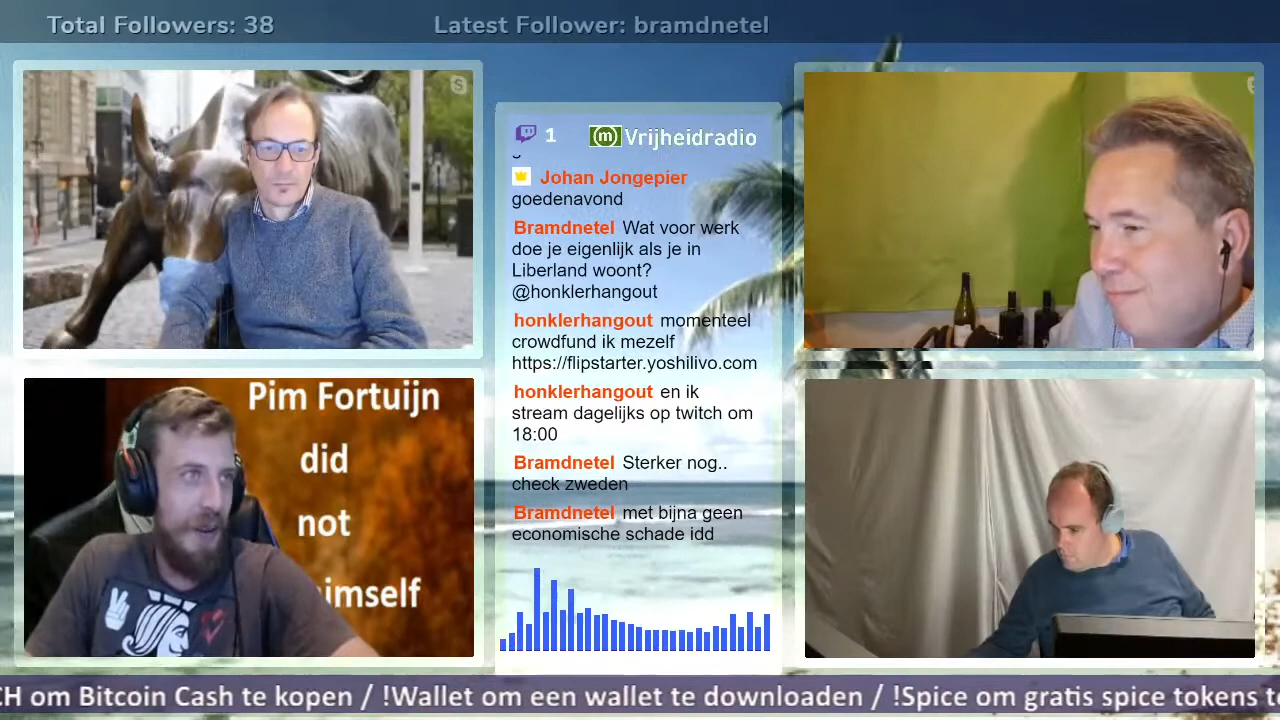 Total Followers: 38
Latest Follower: bramdnetel
1
(m) Vrijheidradio
Johan Jongepier
goedenavond
Bramdnetel Wat voor werk
doe je eigenlijk als je in
Liberland woont?
@honklerhangout
honklerhangout momenteel
crowdfund ik mezelf
https://flipstarter.yoshilivo.com
honklerhangout en ik
stream dagelijks op twitch om
18:00
Bramdnetel Sterker nog..
check zweden
Bramdnetel met bijna geen
economische schade idd
Pim Fortuijn
did
not
CH om Bitcoin Cash te kopen / !Wallet om een wallet te downloaden / !Spice om gratis spice tokens